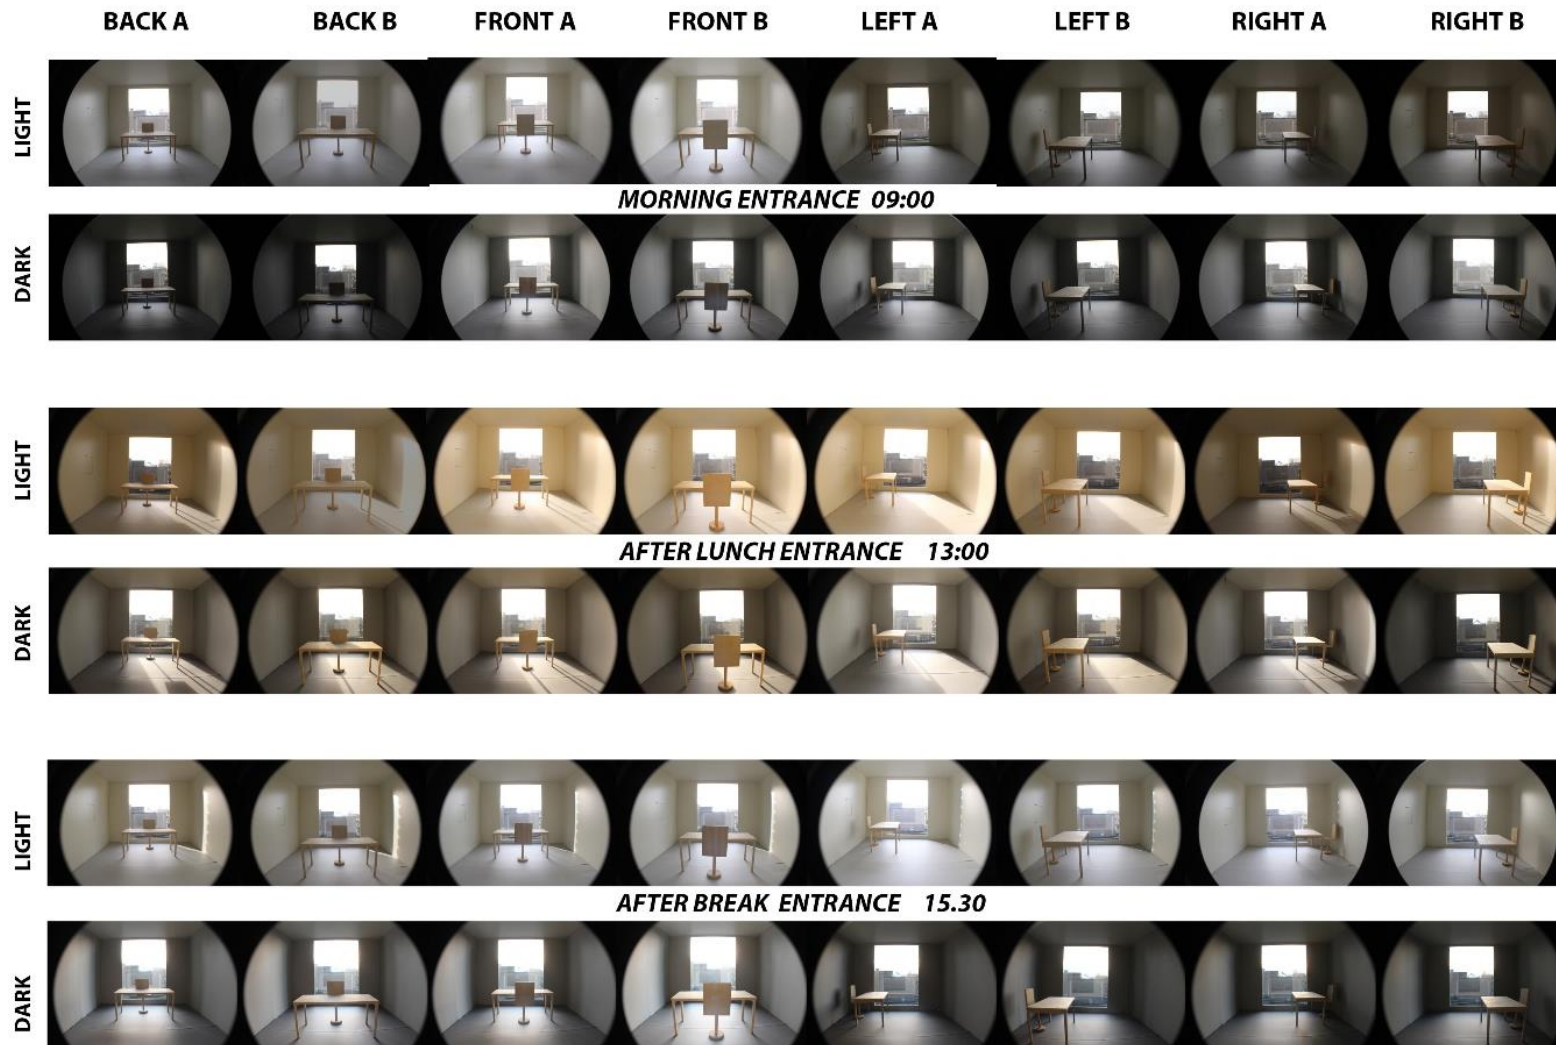 BACK A BACK B FRONT A FRONT B LEFT A LEFT B RIGHT A RIGHT B
LIGHT
MORNING ENTRANCE 09:00
DARK
LIGHT
AFTER LUNCH ENTRANCE 13:00
DARK
LIGHT
AFTER BREAK ENTRANCE 15.30
DARK